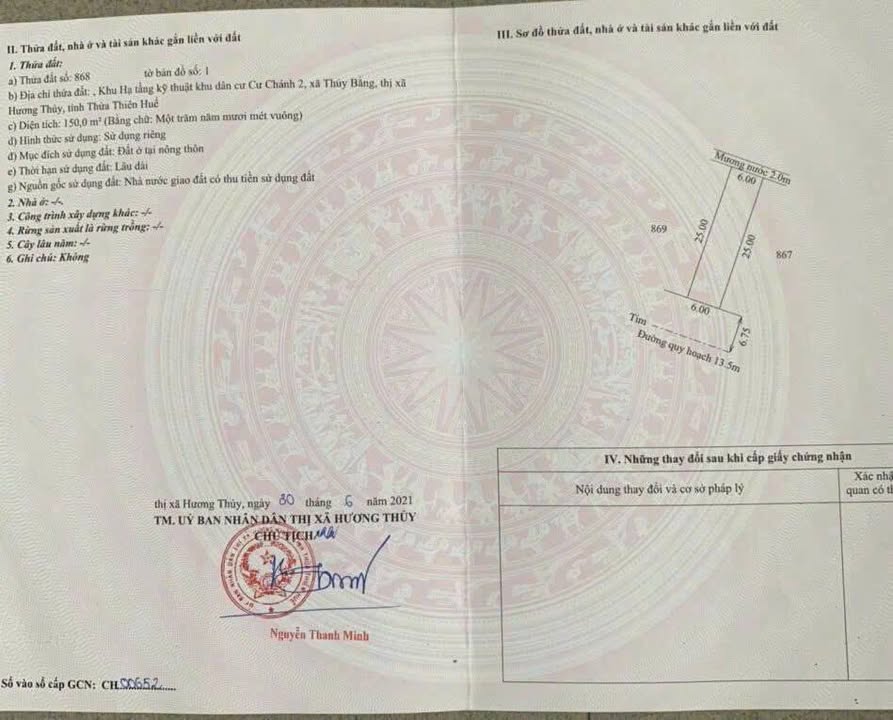 II. Thửa đất, nhà ở và tài sản khác gắn liền với đất
1. Thửa đất:
a) Thửa đất số: 868 tờ bản đồ số: 1
b) Địa chỉ thửa đất: , Khu Hạ tầng kỹ thuật khu dân cư Cư Chánh 2, xã Thủy Bằng, thị xã
Hương Thủy, tỉnh Thừa Thiên Huế
c) Diện tích: 150,0 m² (Bằng chữ: Một trăm năm mươi mét vuông)
d) Hình thức sử dụng: Sử dụng riêng
đ) Mục đích sử dụng đất: Đất ở tại nông thôn
e) Thời hạn sử dụng đất: Lâu dài
g) Nguồn gốc sử dụng đất: Nhà nước giao đất có thu tiền sử dụng đất
2. Nhà ở: -/-
3. Công trình xây dựng khác: -/-
4. Rừng sản xuất là rừng trồng: -/-
5. Cây lâu năm: -/-
6. Ghi chú: Không
thị xã Hương Thủy, ngày 30 tháng 6 năm 2021
TM. UỶ BAN NHÂN DÂN THỊ XÃ HƯƠNG THỦY
CHỦ TỊCH
Nguyễn Thanh Minh
Số vào sổ cấp GCN: CH00652
III. Sơ đồ thửa đất, nhà ở và tài sản khác gắn liền với đất
Mương nước 2.0m
6.00
25.00
25.00
869
867
6.00
Tim
6.75
Đường quy hoạch 13.5m
IV. Những thay đổi sau khi cấp giấy chứng nhận
Nội dung thay đổi và cơ sở pháp lý
Xác nhậ
quan có th